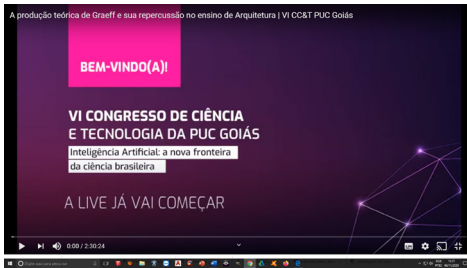 A produção teórica de Graeff e sua repercussão no ensino de Arquitetura | VI CC&T PUC Goiás
BEM-VINDO(A)!
VI CONGRESSO DE CIÊNCIA
E TECNOLOGIA DA PUC GOIÁS
Inteligência Artificial: a nova fronteira
da ciência brasileira
A LIVE JÁ VAI COMEÇAR
0:00 / 2:30:24